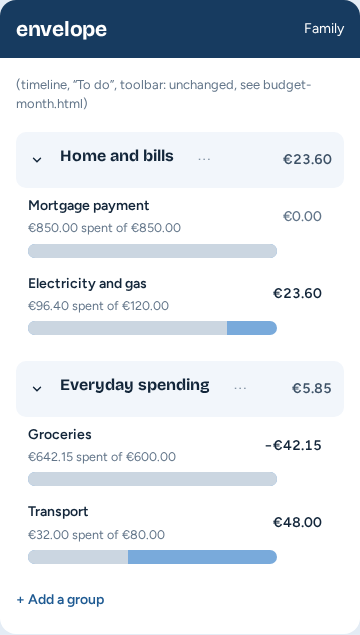 envelope
Family
(timeline, “To do”, toolbar: unchanged, see budget-
month.html)
Home and bills ... €23.60
Mortgage payment
€850.00 spent of €850.00
€0.00
Electricity and gas
€96.40 spent of €120.00
€23.60
Everyday spending ... €5.85
Groceries
€642.15 spent of €600.00
-€42.15
Transport
€32.00 spent of €80.00
€48.00
+ Add a group